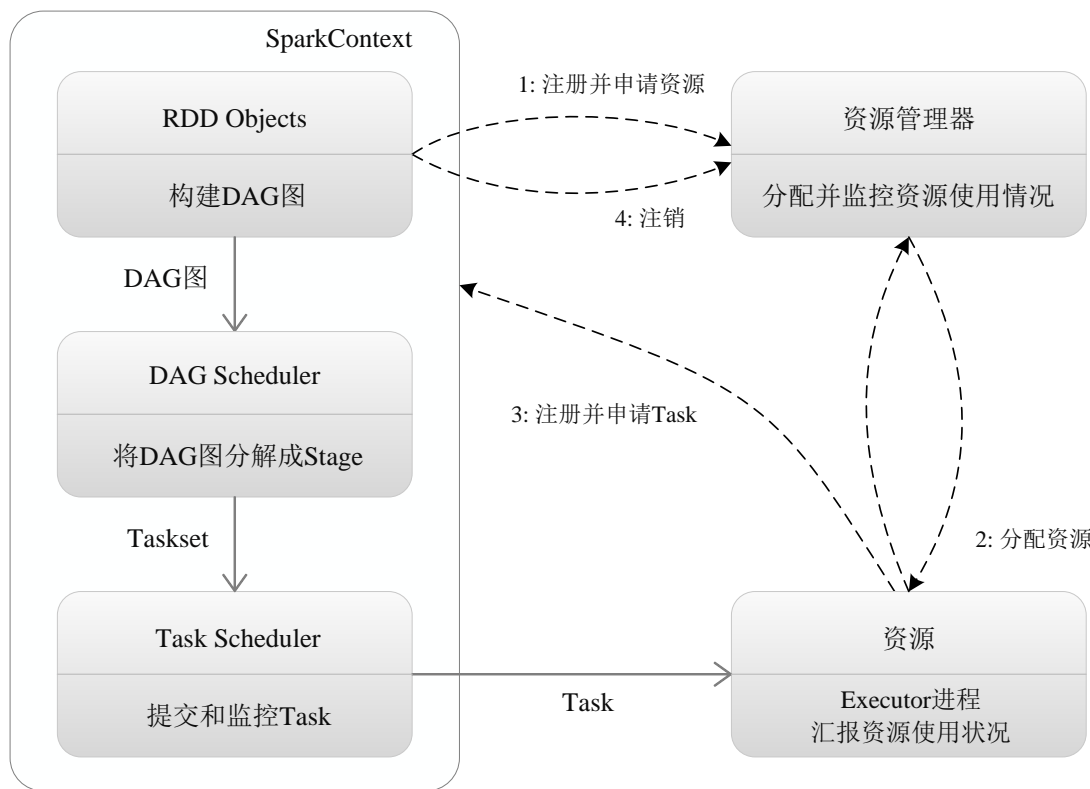 SparkContext
RDD Objects
构建DAG图
1: 注册并申请资源
资源管理器
分配并监控资源使用情况
4: 注销
DAG图
DAG Scheduler
将DAG图分解成Stage
3: 注册并申请Task
Taskset
2: 分配资源
Task Scheduler
提交和监控Task
Task
资源
Executor进程
汇报资源使用状况